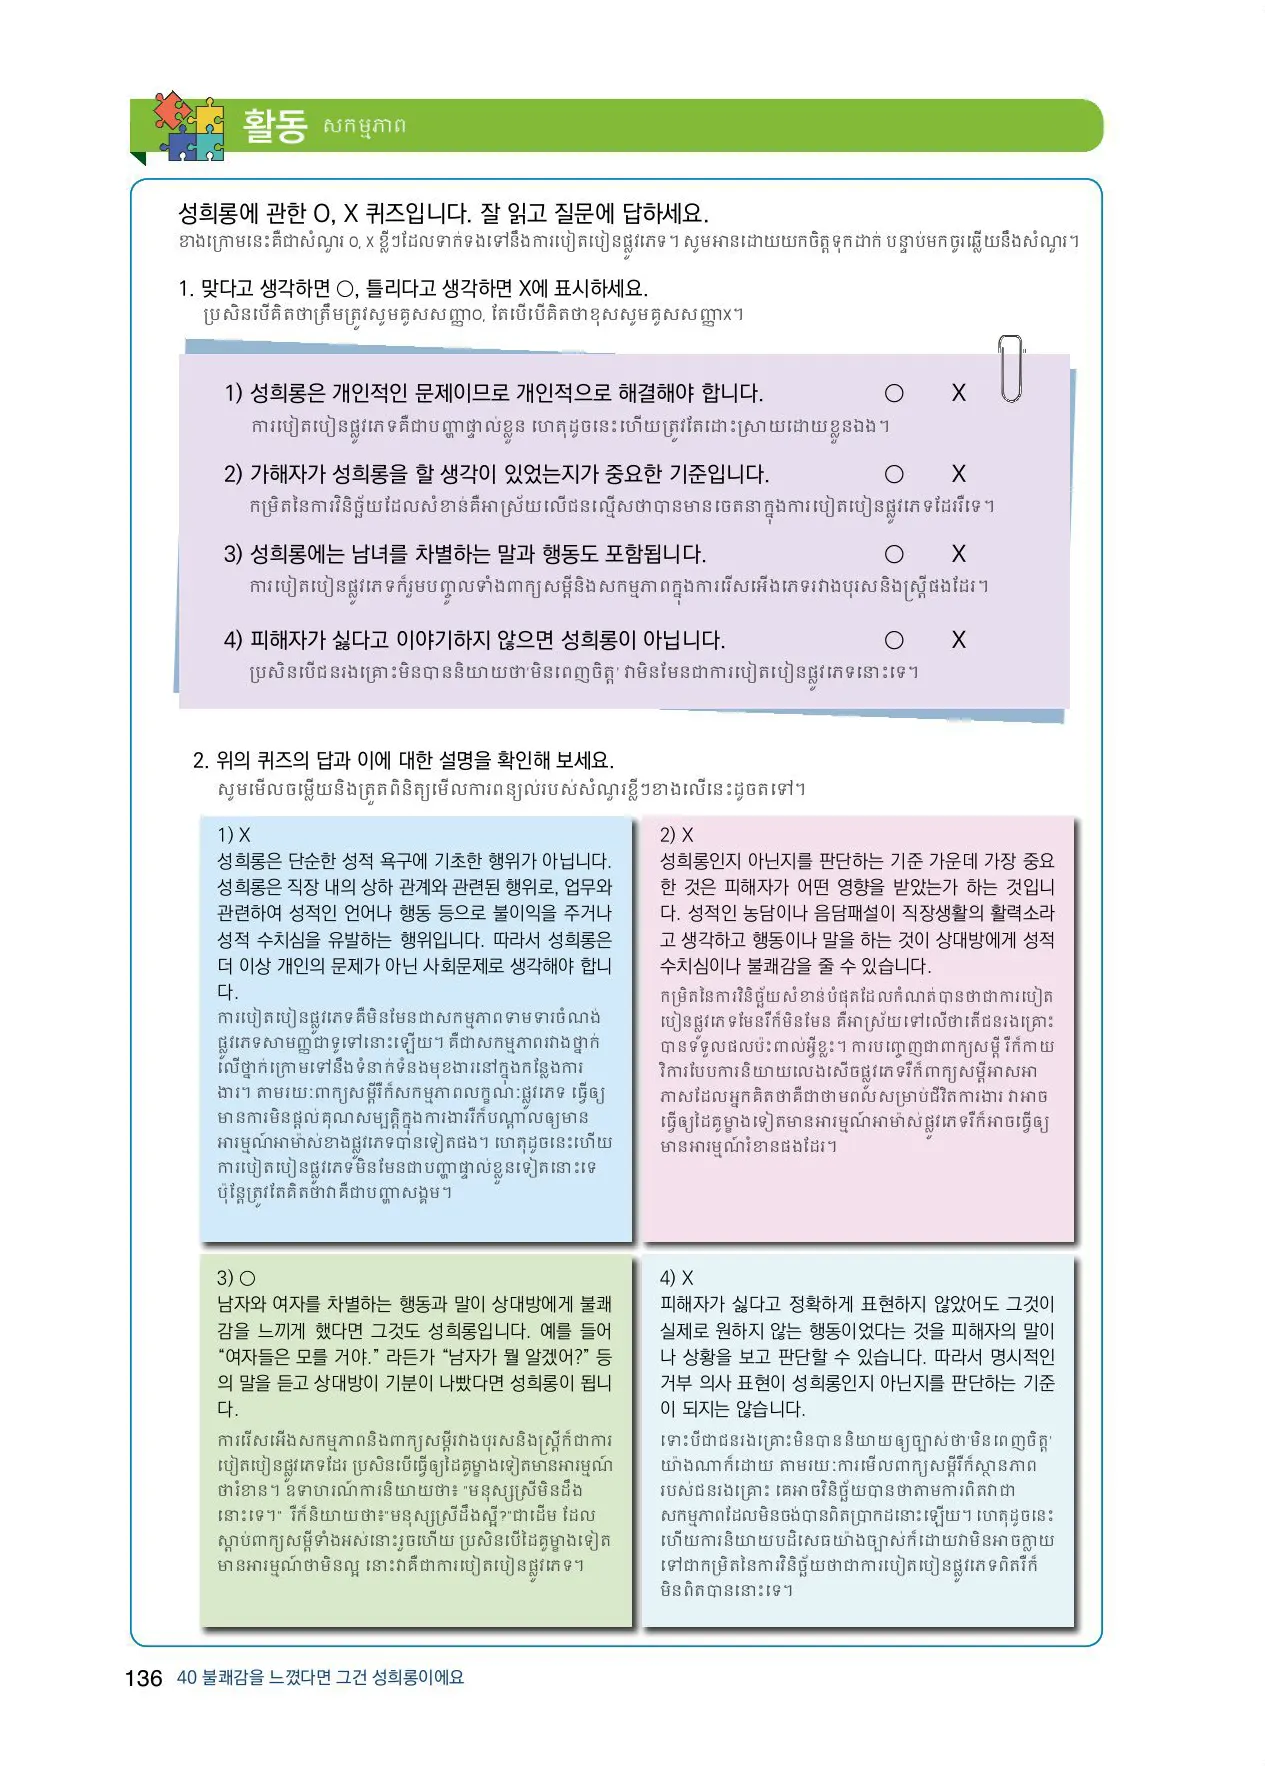 활동 សកម្មភាព
성희롱에 관한 O, X 퀴즈입니다. 잘 읽고 질문에 답하세요.
ខាងក្រោមនេះគឺជាសំណួរ o, x ខ្លីៗដែលទាក់ទងទៅនឹងការបៀតបៀនផ្លូវភេទ។ សូមអានដោយយកចិត្តទុកដាក់ បន្ទាប់មកចូរឆ្លើយនឹងសំណួរ។
1. 맞다고 생각하면 ○, 틀리다고 생각하면 X에 표시하세요.
ប្រសិនបើគិតថាត្រឹមត្រូវសូមគូសសញ្ញាo, តែបើបើគិតថាខុសសូមគូសសញ្ញាx។
1) 성희롱은 개인적인 문제이므로 개인적으로 해결해야 합니다. ○ X
ការបៀតបៀនផ្លូវភេទគឺជាបញ្ហាផ្ទាល់ខ្លួន ហេតុដូចនេះហើយត្រូវតែដោះស្រាយដោយខ្លួនឯង។
2) 가해자가 성희롱을 할 생각이 있었는지가 중요한 기준입니다. ○ X
កម្រិតនៃការវិនិច្ឆ័យដែលសំខាន់គឺអាស្រ័យលើជនល្មើសថាបានមានចេតនាក្នុងការបៀតបៀនផ្លូវភេទដែររឺទេ។
3) 성희롱에는 남녀를 차별하는 말과 행동도 포함됩니다. ○ X
ការបៀតបៀនផ្លូវភេទក៏រួមបញ្ចូលទាំងពាក្យសម្តីនិងសកម្មភាពក្នុងការរើសអើងភេទរវាងបុរសនិងស្ត្រីផងដែរ។
4) 피해자가 싫다고 이야기하지 않으면 성희롱이 아닙니다. ○ X
ប្រសិនបើជនរងគ្រោះមិនបាននិយាយថា'មិនពេញចិត្ត' វាមិនមែនជាការបៀតបៀនផ្លូវភេទនោះទេ។
2. 위의 퀴즈의 답과 이에 대한 설명을 확인해 보세요.
សូមមើលចម្លើយនិងត្រួតពិនិត្យមើលការពន្យល់របស់សំណួរខ្លីៗខាងលើនេះដូចតទៅ។
1) X
성희롱은 단순한 성적 욕구에 기초한 행위가 아닙니다.
성희롱은 직장 내의 상하 관계와 관련된 행위로, 업무와
관련하여 성적인 언어나 행동 등으로 불이익을 주거나
성적 수치심을 유발하는 행위입니다. 따라서 성희롱은
더 이상 개인의 문제가 아닌 사회문제로 생각해야 합니
다.
ការបៀតបៀនផ្លូវភេទគឺមិនមែនជាសកម្មភាពទាមទារចំណង់
ផ្លូវភេទសាមញ្ញជាទូទៅនោះឡើយ។ គឺជាសកម្មភាពរវាងថ្នាក់
លើថ្នាក់ក្រោមទៅនឹងទំនាក់ទំនងមុខងារនៅក្នុងកន្លែងការ
ងារ។ តាមរយៈពាក្យសម្តីរឺក៏សកម្មភាពលក្ខណៈផ្លូវភេទ ធ្វើឲ្យ
មានការមិនផ្តល់គុណសម្បត្តិក្នុងការងាររឺក៏បណ្តាលឲ្យមាន
អារម្មណ៍អាម៉ាស់ខាងផ្លូវភេទបានទៀតផង។ ហេតុដូចនេះហើយ
ការបៀតបៀនផ្លូវភេទមិនមែនជាបញ្ហាផ្ទាល់ខ្លួនទៀតនោះទេ
ប៉ុន្តែត្រូវតែគិតថាវាគឺជាបញ្ហាសង្គម។
2) X
성희롱인지 아닌지를 판단하는 기준 가운데 가장 중요
한 것은 피해자가 어떤 영향을 받았는가 하는 것입니
다. 성적인 농담이나 음담패설이 직장생활의 활력소라
고 생각하고 행동이나 말을 하는 것이 상대방에게 성적
수치심이나 불쾌감을 줄 수 있습니다.
កម្រិតនៃការវិនិច្ឆ័យសំខាន់បំផុតដែលកំណត់បានថាជាការបៀត
បៀនផ្លូវភេទមែនរឺក៏មិនមែន គឺអាស្រ័យទៅលើថាតើជនរងគ្រោះ
បានទទួលផលប៉ះពាល់អ្វីខ្លះ។ ការបញ្ចេញជាពាក្យសម្តី រឺក៏កាយ
វិការបែបការនិយាយលេងសើចផ្លូវភេទរឺក៏ពាក្យសម្តីអាសអា
ភាសដែលអ្នកគិតថាគឺជាថាមពលសម្រាប់ជីវិតការងារ វាអាច
ធ្វើឲ្យដៃគូម្ខាងទៀតមានអារម្មណ៍អាម៉ាស់ផ្លូវភេទរឺក៏អាចធ្វើឲ្យ
មានអារម្មណ៍រំខានផងដែរ។
3) ○
남자와 여자를 차별하는 행동과 말이 상대방에게 불쾌
감을 느끼게 했다면 그것도 성희롱입니다. 예를 들어
“여자들은 모를 거야.” 라든가 “남자가 뭘 알겠어?” 등
의 말을 듣고 상대방이 기분이 나빴다면 성희롱이 됩니
다.
ការរើសអើងសកម្មភាពនិងពាក្យសម្តីរវាងបុរសនិងស្ត្រីក៏ជាការ
បៀតបៀនផ្លូវភេទដែរ ប្រសិនបើធ្វើឲ្យដៃគូម្ខាងទៀតមានអារម្មណ៍
ថារំខាន។ ឧទាហរណ៍ការនិយាយថា៖ "មនុស្សស្រីមិនដឹង
នោះទេ។" រឺក៏និយាយថា៖"មនុស្សស្រីដឹងស្អី?"ជាដើម ដែល
ស្តាប់ពាក្យសម្តីទាំងអស់នោះរួចហើយ ប្រសិនបើដៃគូម្ខាងទៀត
មានអារម្មណ៍ថាមិនល្អ នោះវាគឺជាការបៀតបៀនផ្លូវភេទ។
4) X
피해자가 싫다고 정확하게 표현하지 않았어도 그것이
실제로 원하지 않는 행동이었다는 것을 피해자의 말이
나 상황을 보고 판단할 수 있습니다. 따라서 명시적인
거부 의사 표현이 성희롱인지 아닌지를 판단하는 기준
이 되지는 않습니다.
ទោះបីជាជនរងគ្រោះមិនបាននិយាយឲ្យច្បាស់ថា'មិនពេញចិត្ត'
យ៉ាងណាក៏ដោយ តាមរយៈការមើលពាក្យសម្តីរឺក៏ស្ថានភាព
របស់ជនរងគ្រោះ គេអាចវិនិច្ឆ័យបានថាតាមការពិតវាជា
សកម្មភាពដែលមិនចង់បានពិតប្រាកដនោះឡើយ។ ហេតុដូចនេះ
ហើយការនិយាយបដិសេធយ៉ាងច្បាស់ក៏ដោយវាមិនអាចក្លាយ
ទៅជាកម្រិតនៃការវិនិច្ឆ័យថាជាការបៀតបៀនផ្លូវភេទពិតរឺក៏
មិនពិតបាននោះទេ។
136 40 불쾌감을 느꼈다면 그건 성희롱이에요